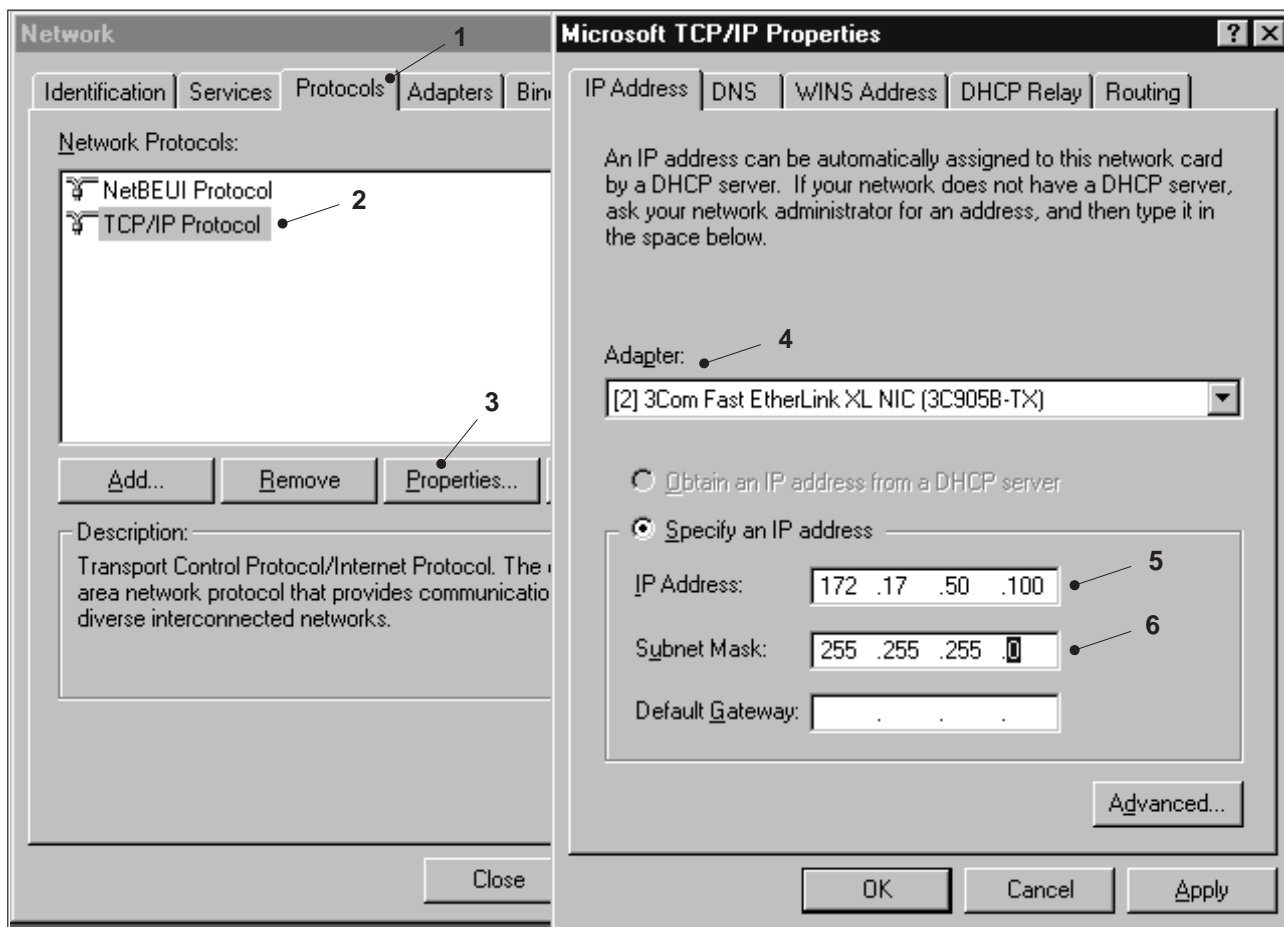 Network
1
Identification Services Protocols Adapters
Network Protocols:
NetBEUI Protocol
2
TCP/IP Protocol
3
Add... Remove Properties...
Description:
Transport Control Protocol/Internet Protocol. The
area network protocol that provides communicatio
diverse interconnected networks.
Close
Microsoft TCP/IP Properties
? X
IP Address DNS WINS Address DHCP Relay Routing
An IP address can be automatically assigned to this network card
by a DHCP server. If your network does not have a DHCP server,
ask your network administrator for an address, and then type it in
the space below.
4
Adapter:
[2] 3Com Fast EtherLink XL NIC (3C905B-TX)
Obtain an IP address from a DHCP server
Specify an IP address
5
IP Address: 172 .17 .50 .100
6
Subnet Mask: 255 .255 .255 .0
Default Gateway: . . .
Advanced...
OK Cancel Apply